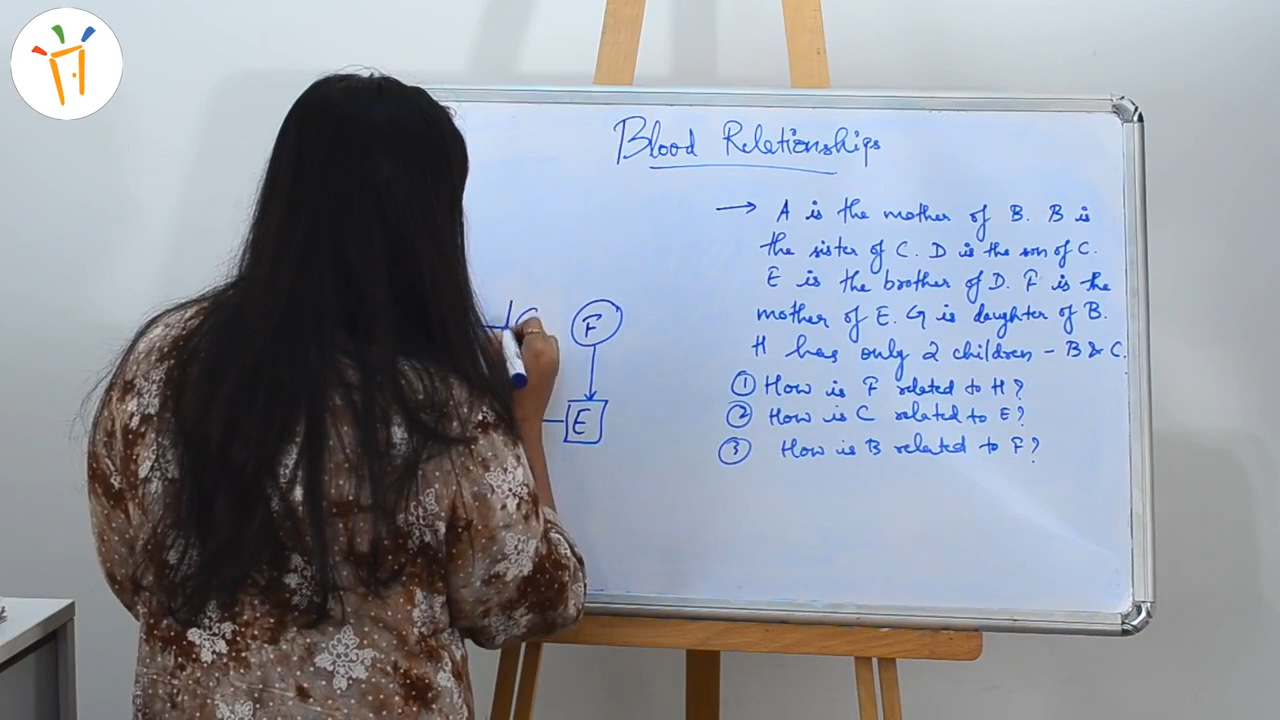 Blood Relationships
→ A is the mother of B. B is
the sister of C. D is the son of C.
E is the brother of D. F is the
mother of E. G is daughter of B.
H has only 2 children - B & C.
① How is F related to H?
② How is C related to E?
③ How is B related to F?
C
F
E